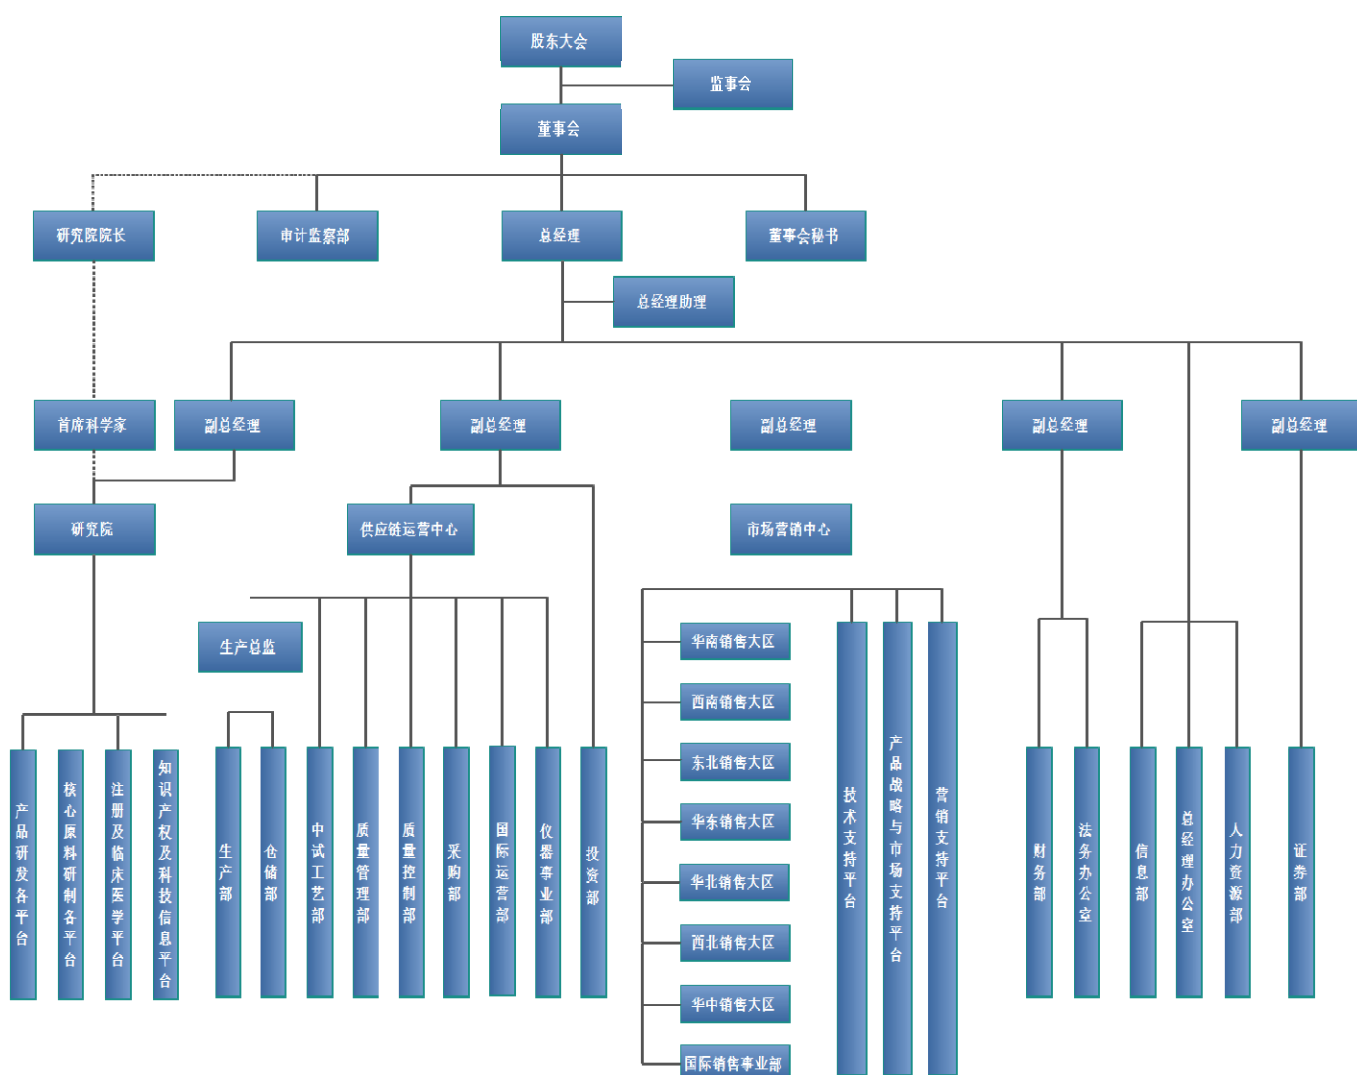 股东大会
监事会
董事会
研究院院长
审计监察部
总经理
董事会秘书
总经理助理
首席科学家
副总经理
副总经理
副总经理
副总经理
副总经理
研究院
供应链运营中心
市场营销中心
生产总监
华南销售大区
西南销售大区
东北销售大区
华东销售大区
华北销售大区
西北销售大区
华中销售大区
国际销售事业部
产品研发各平台
核心原料研制各平台
注册及临床医学平台
知识产权及科技信息平台
生产部
仓储部
中试工艺部
质量管理部
质量控制部
采购部
国际运营部
仪器事业部
投资部
技术支持平台
产品战略与市场支持平台
营销支持平台
财务部
法务办公室
信息部
总经理办公室
人力资源部
证券部